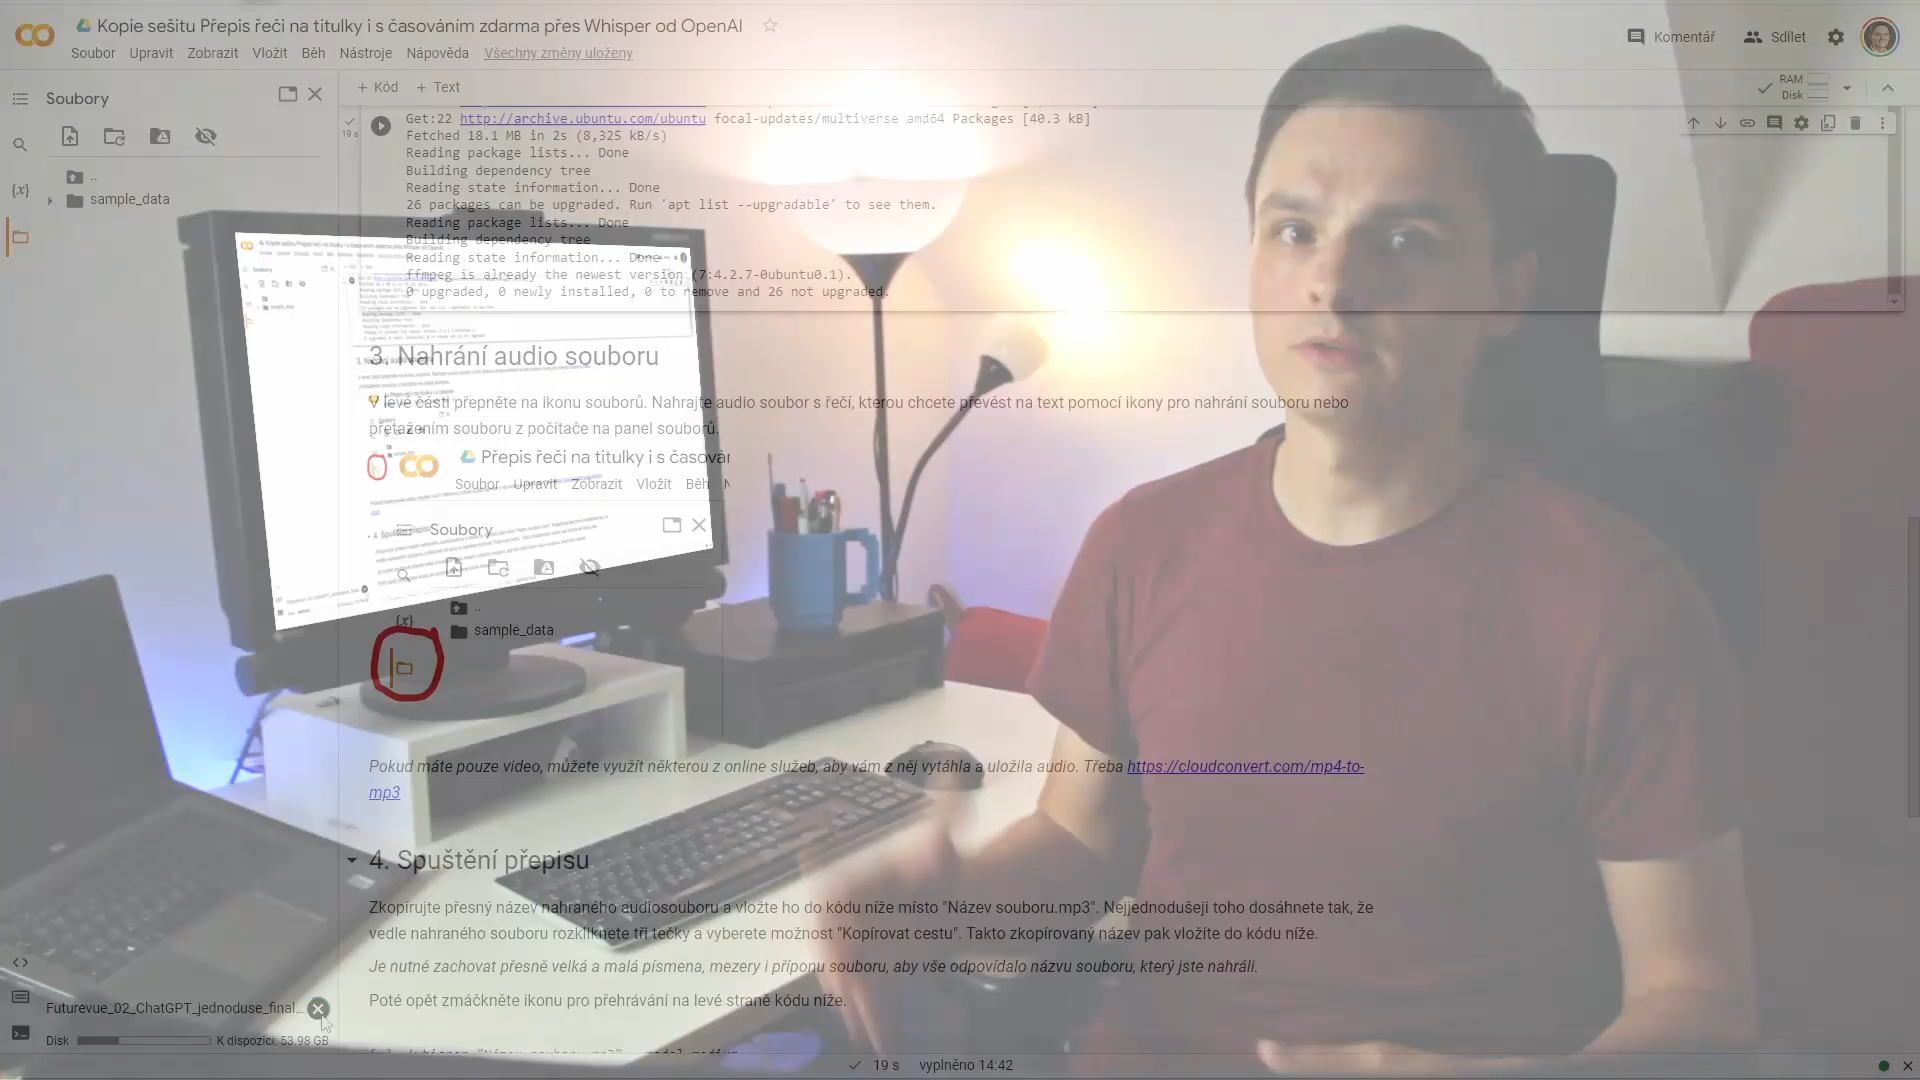 Kopie sešitu Přepis řeči na titulky i s časováním zdarma přes Whisper od OpenAI
Soubor Upravit Zobrazit Vložit Běh Nástroje Nápověda Všechny změny uloženy
Komentář Sdílet
Soubory
+ Kód + Text
RAM
Disk
19 s
Get:22 http://archive.ubuntu.com/ubuntu focal-updates/multiverse amd64 Packages [40.3 kB]
Fetched 18.1 MB in 2s (8,325 kB/s)
Reading package lists... Done
Building dependency tree
Reading state information... Done
26 packages can be upgraded. Run 'apt list --upgradable' to see them.
Reading package lists... Done
Building dependency tree
Reading state information... Done
ffmpeg is already the newest version (7:4.2.7-0ubuntu0.1).
0 upgraded, 0 newly installed, 0 to remove and 26 not upgraded.
{x}
..
sample_data
3. Nahrání audio souboru
V levé části přepněte na ikonu souborů. Nahrajte audio soubor s řečí, kterou chcete převést na text pomocí ikony pro nahrání souboru nebo
přetažením souboru z počítače na panel souborů.
Přepis řeči na titulky i s časová
Soubor Upravit Zobrazit Vložit Běh N
Soubory
..
{x}
sample_data
Pokud máte pouze video, můžete využít některou z online služeb, aby vám z něj vytáhla a uložila audio. Třeba https://cloudconvert.com/mp4-to-
mp3
4. Spuštění přepisu
Zkopírujte přesný název nahraného audiosouboru a vložte ho do kódu níže místo "Název souboru.mp3". Nejjednodušeji toho dosáhnete tak, že
vedle nahraného souboru rozkliknete tři tečky a vyberete možnost "Kopírovat cestu". Takto zkopírovaný název pak vložíte do kódu níže.
Je nutné zachovat přesně velká a malá písmena, mezery i příponu souboru, aby vše odpovídalo názvu souboru, který jste nahráli.
Poté opět zmáčkněte ikonu pro přehrávání na levé straně kódu níže.
Futurevue_02_ChatGPT_jednoduse_final...
Disk K dispozici: 53.98 GB
19 s vyplněno 14:42